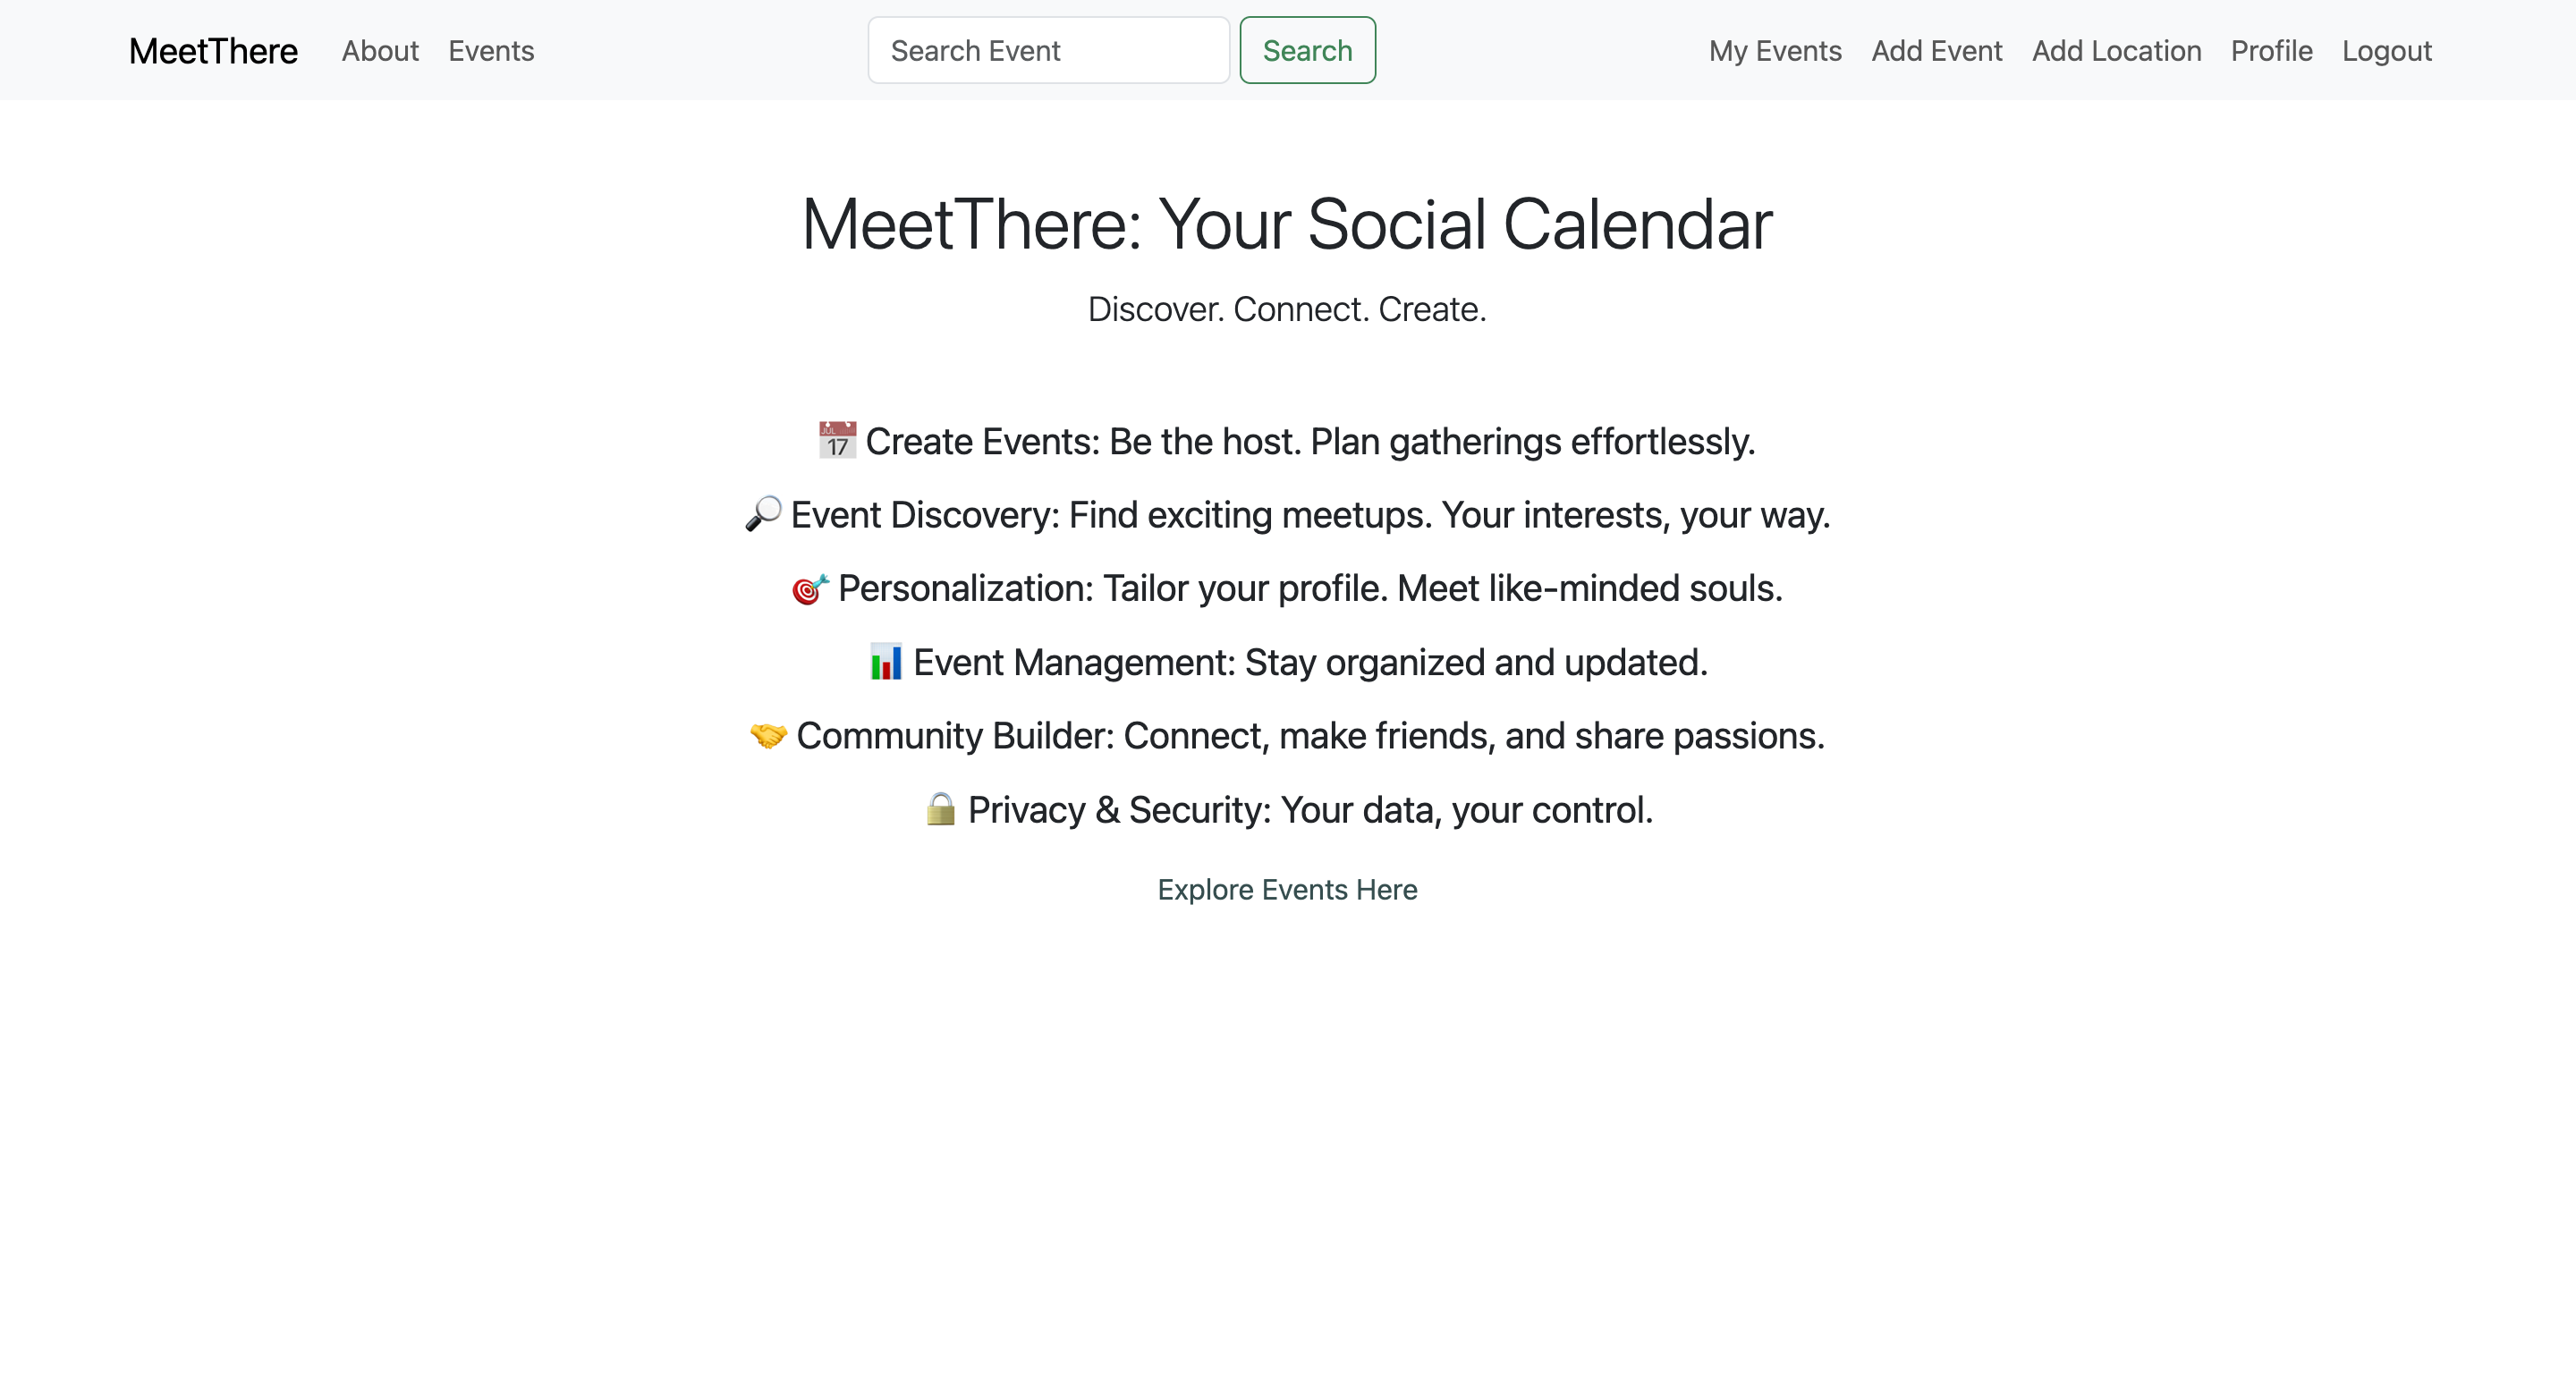 MeetThere About Events Search Event Search My Events Add Event Add Location Profile Logout
MeetThere: Your Social Calendar
Discover. Connect. Create.
📅 Create Events: Be the host. Plan gatherings effortlessly.
🔎 Event Discovery: Find exciting meetups. Your interests, your way.
🎯 Personalization: Tailor your profile. Meet like-minded souls.
📊 Event Management: Stay organized and updated.
🤝 Community Builder: Connect, make friends, and share passions.
🔒 Privacy & Security: Your data, your control.
Explore Events Here